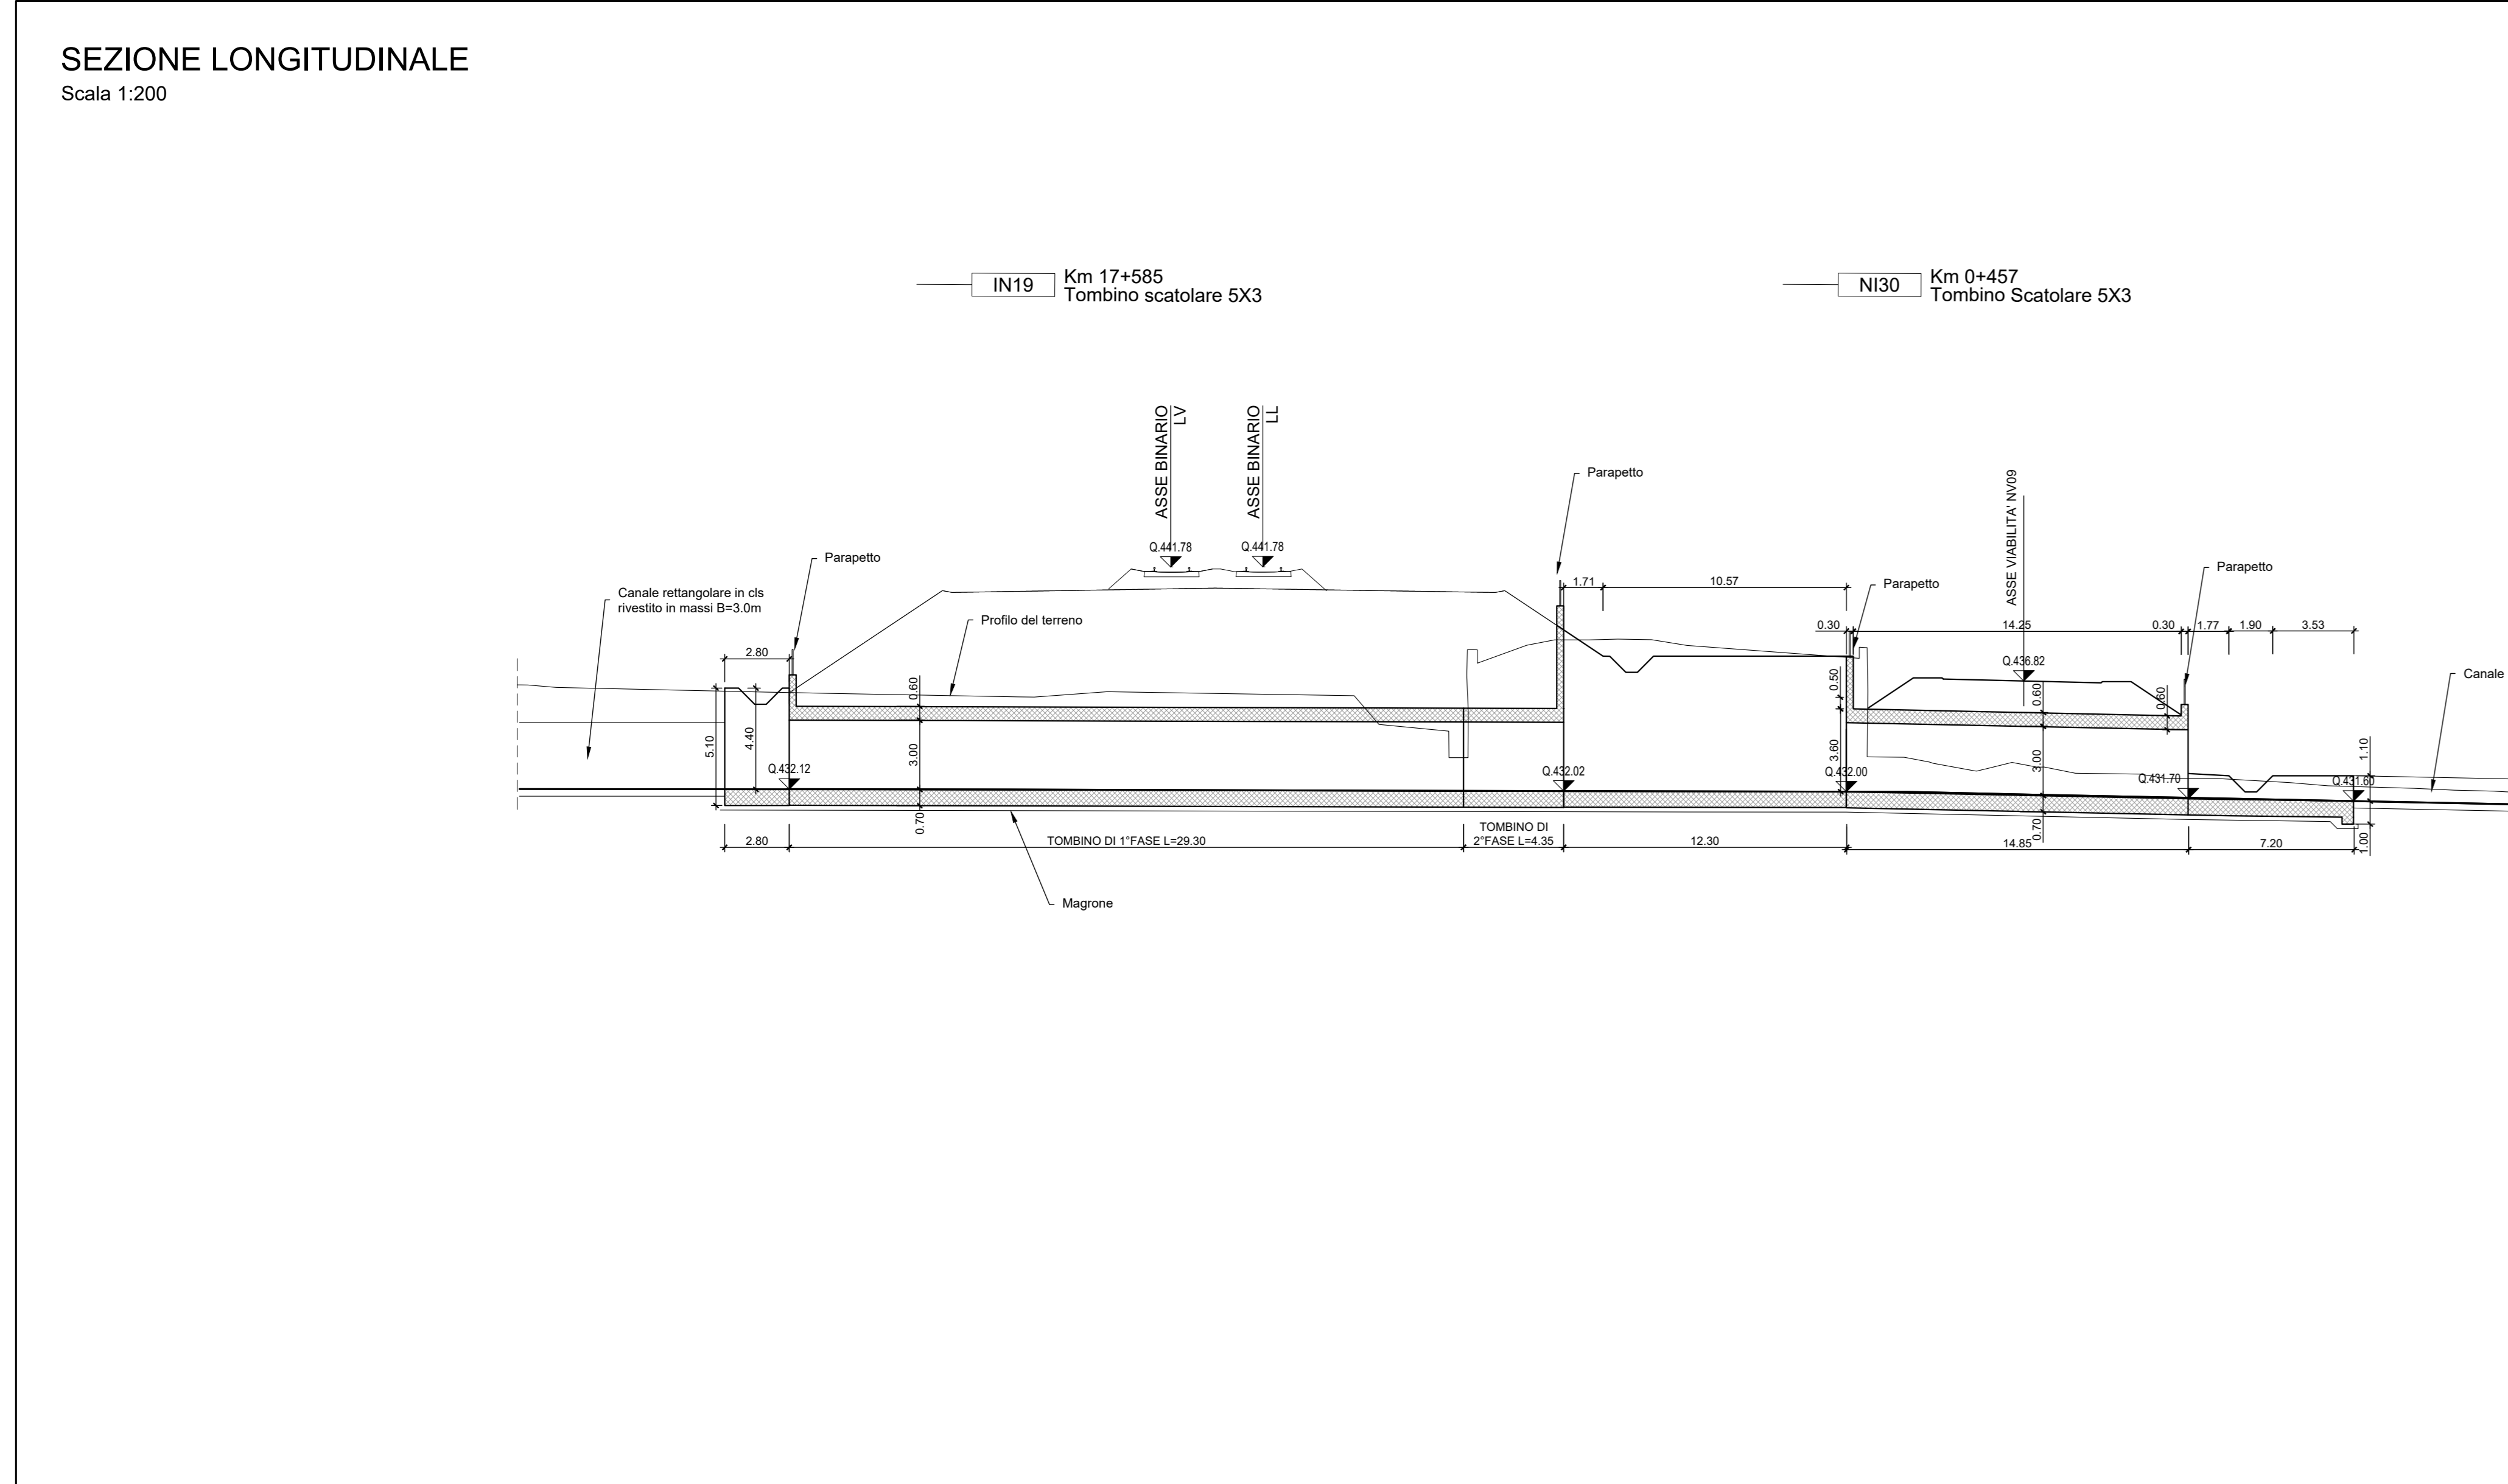 SEZIONE LONGITUDINALE
Scala 1:200
IN19
Km 17+585
Tombino scatolare 5X3
NI30
Km 0+457
Tombino Scatolare 5X3
ASSE BINARIO
LV
ASSE BINARIO
LL
Q.441.78
Q.441.78
Parapetto
ASSE VIABILITA' NV09
Parapetto
Canale rettangolare in cls
rivestito in massi B=3.0m
Profilo del terreno
1.71
10.57
Parapetto
Parapetto
0.30
14.25
0.30
1.77
1.90
3.53
2.80
Q.436.82
Canale
0.60
0.50
0.60
0.60
5.10
4.40
3.00
3.60
3.00
1.10
Q.432.12
Q.432.02
Q.432.00
Q.431.70
Q.431.60
0.70
0.70
1.00
2.80
TOMBINO DI 1°FASE L=29.30
TOMBINO DI
2°FASE L=4.35
12.30
14.85
7.20
Magrone